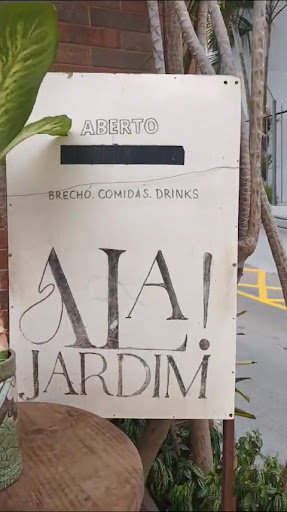 ABERTO
BRECHÓ. COMIDAS. DRINKS
ALA!
JARDIM